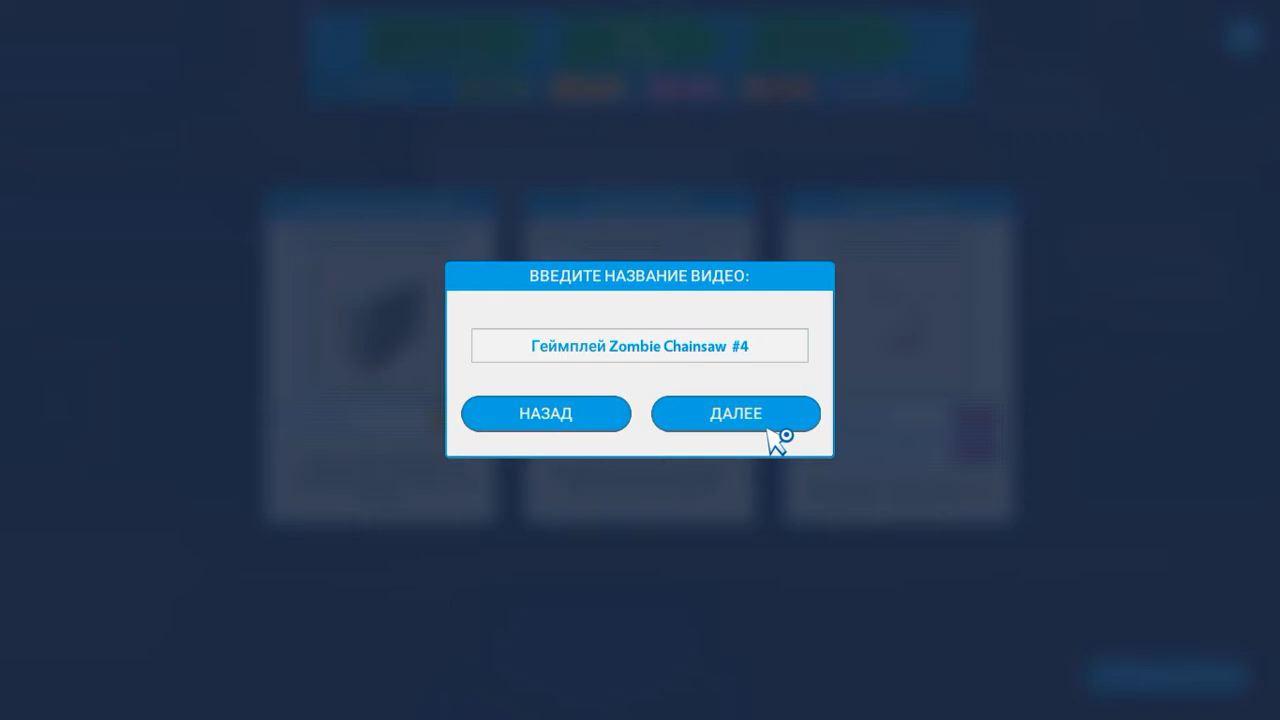 ВВЕДИТЕ НАЗВАНИЕ ВИДЕО:
Геймплей Zombie Chainsaw #4
НАЗАД
ДАЛЕЕ